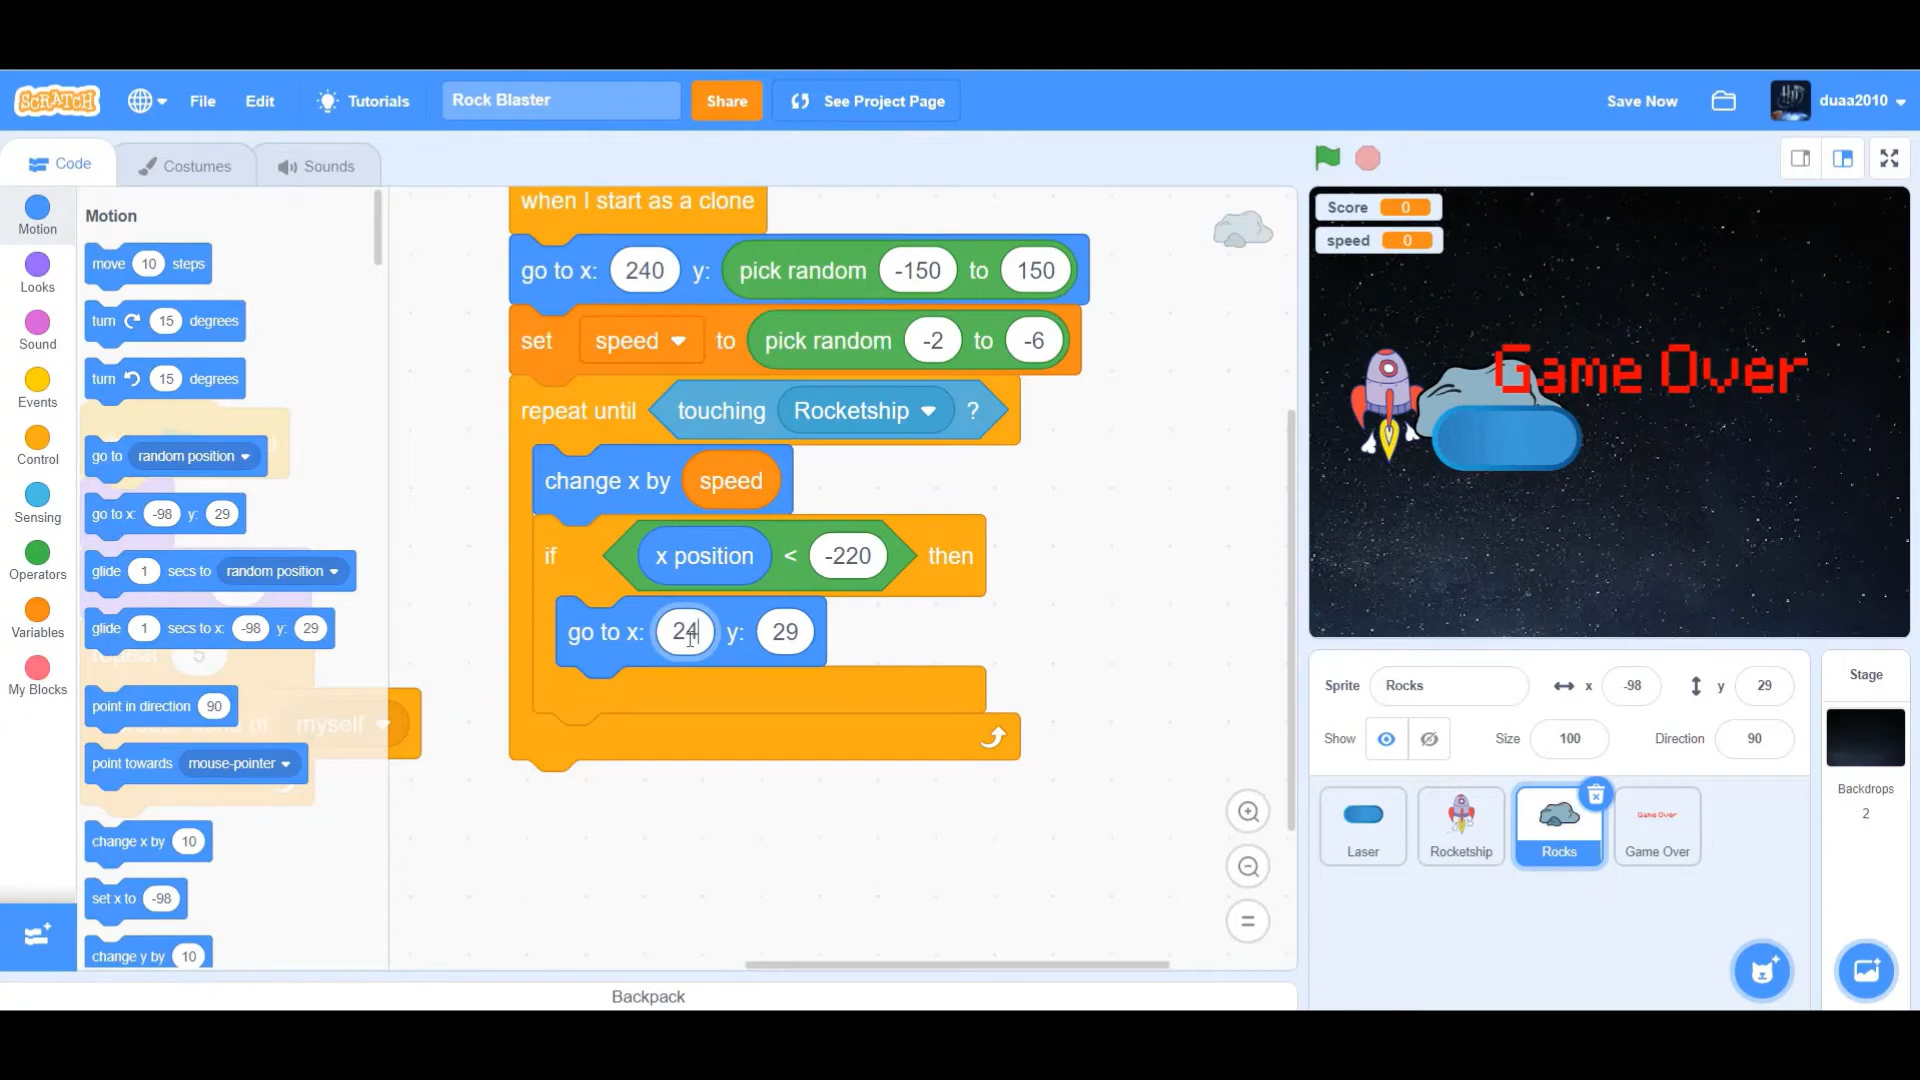 SCRATCH
File
Edit
Tutorials
Rock Blaster
Share
See Project Page
Save Now
duaa2010
Code
Costumes
Sounds
Motion
Looks
Sound
Events
Control
Sensing
Operators
Variables
My Blocks
Motion
move 10 steps
turn 15 degrees
turn 15 degrees
go to random position
go to x: -98 y: 29
glide 1 secs to random position
glide 1 secs to x: -98 y: 29
repeat 5
point in direction 90
of myself
point towards mouse-pointer
change x by 10
set x to -98
change y by 10
when I start as a clone
go to x: 240 y: pick random -150 to 150
set speed to pick random -2 to -6
repeat until touching Rocketship ?
change x by speed
if x position < -220 then
go to x: 24 y: 29
Backpack
Score 0
speed 0
Game Over
Sprite Rocks x -98 y 29
Show Size 100 Direction 90
Laser
Rocketship
Rocks
Game Over
Game Over
Stage
Backdrops
2